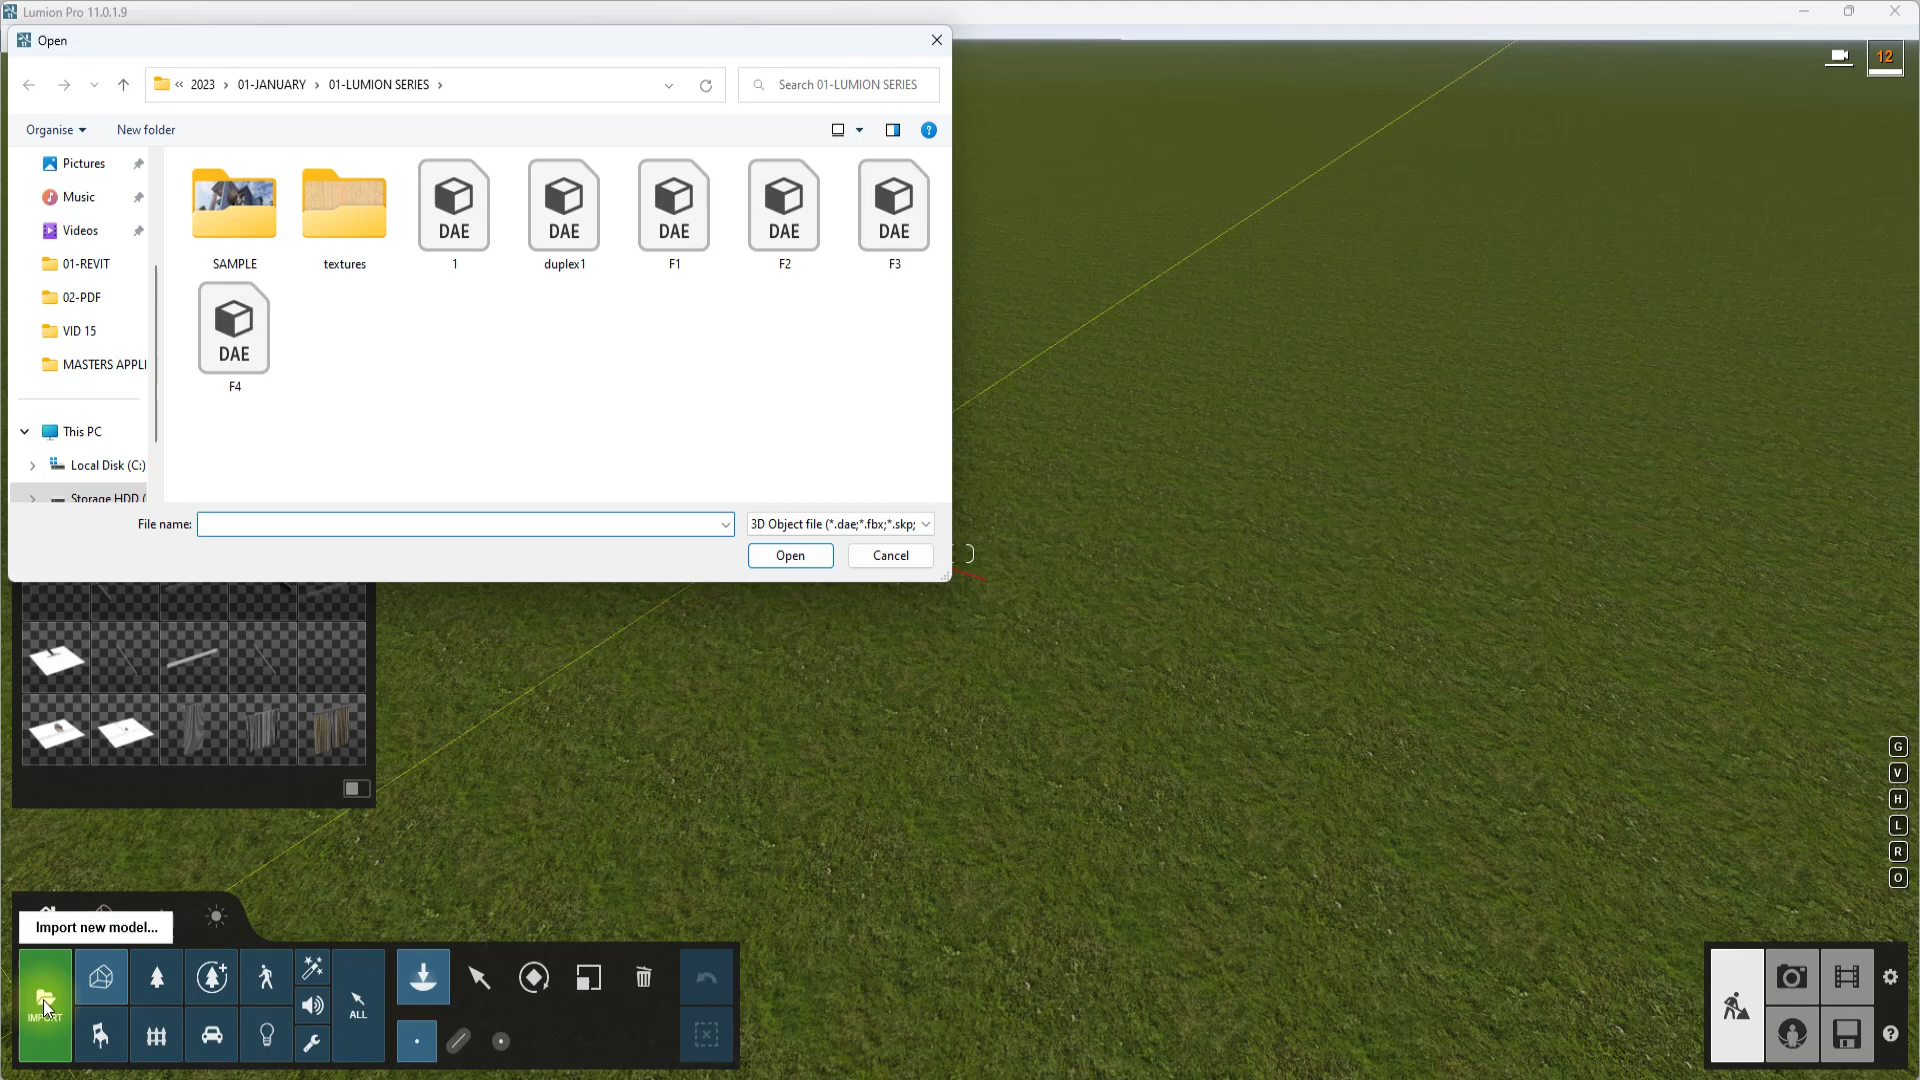 Lumion Pro 11.0.1.9
Open
12
« 2023 › 01-JANUARY › 01-LUMION SERIES ›
Search 01-LUMION SERIES
Organise
New folder
Pictures
Music
Videos
01-REVIT
02-PDF
VID 15
MASTERS APPLI
This PC
Local Disk (C:)
Storage HDD (
DAE
DAE
DAE
DAE
DAE
SAMPLE
textures
1
duplex1
F1
F2
F3
DAE
F4
File name:
3D Object file (*.dae;*.fbx;*.skp;
Open
Cancel
G
V
H
L
R
O
Import new model...
IMPORT
ALL